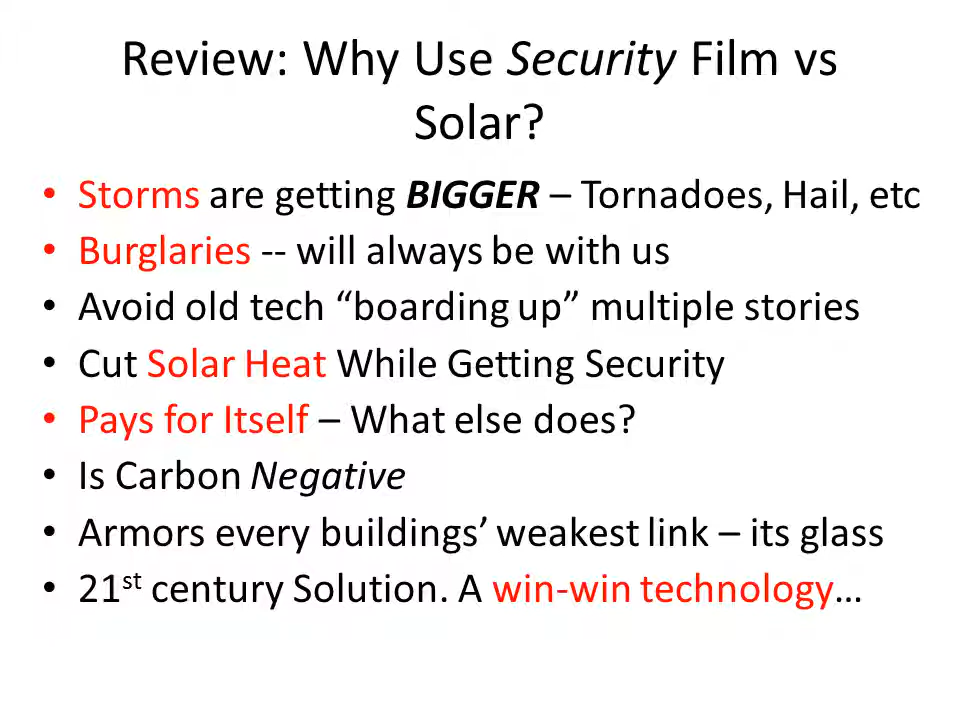 Review: Why Use Security Film vs
Solar?
• Storms are getting BIGGER – Tornadoes, Hail, etc
• Burglaries -- will always be with us
• Avoid old tech “boarding up” multiple stories
• Cut Solar Heat While Getting Security
• Pays for Itself – What else does?
• Is Carbon Negative
• Armors every buildings’ weakest link – its glass
• 21st century Solution. A win-win technology…